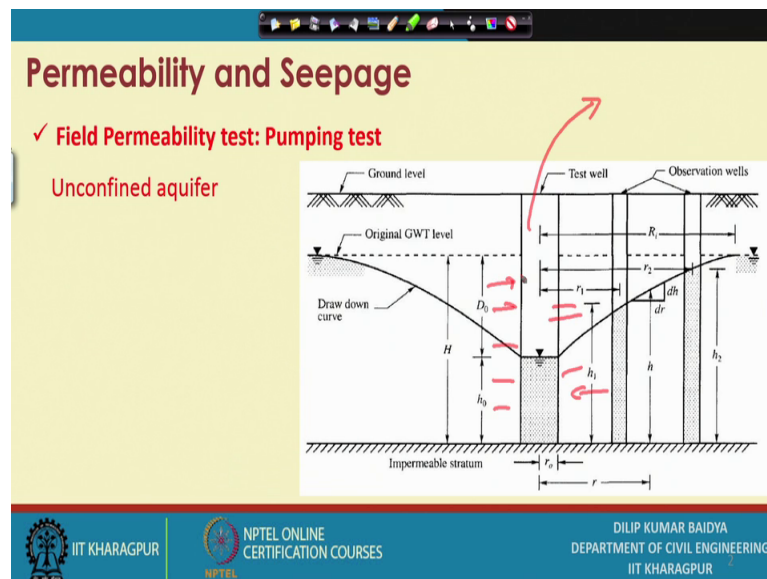 Permeability and Seepage
✓ Field Permeability test: Pumping test
Unconfined aquifer
Ground level
Test well
Observation wells
Original GWT level
Rᵢ
r₂
r₁
D₀
dh
dr
Draw down
curve
H
h₀
h₁
h
h₂
Impermeable stratum
r₀
r
IIT KHARAGPUR
NPTEL
NPTEL ONLINE
CERTIFICATION COURSES
DILIP KUMAR BAIDYA
DEPARTMENT OF CIVIL ENGINEERING
IIT KHARAGPUR
2